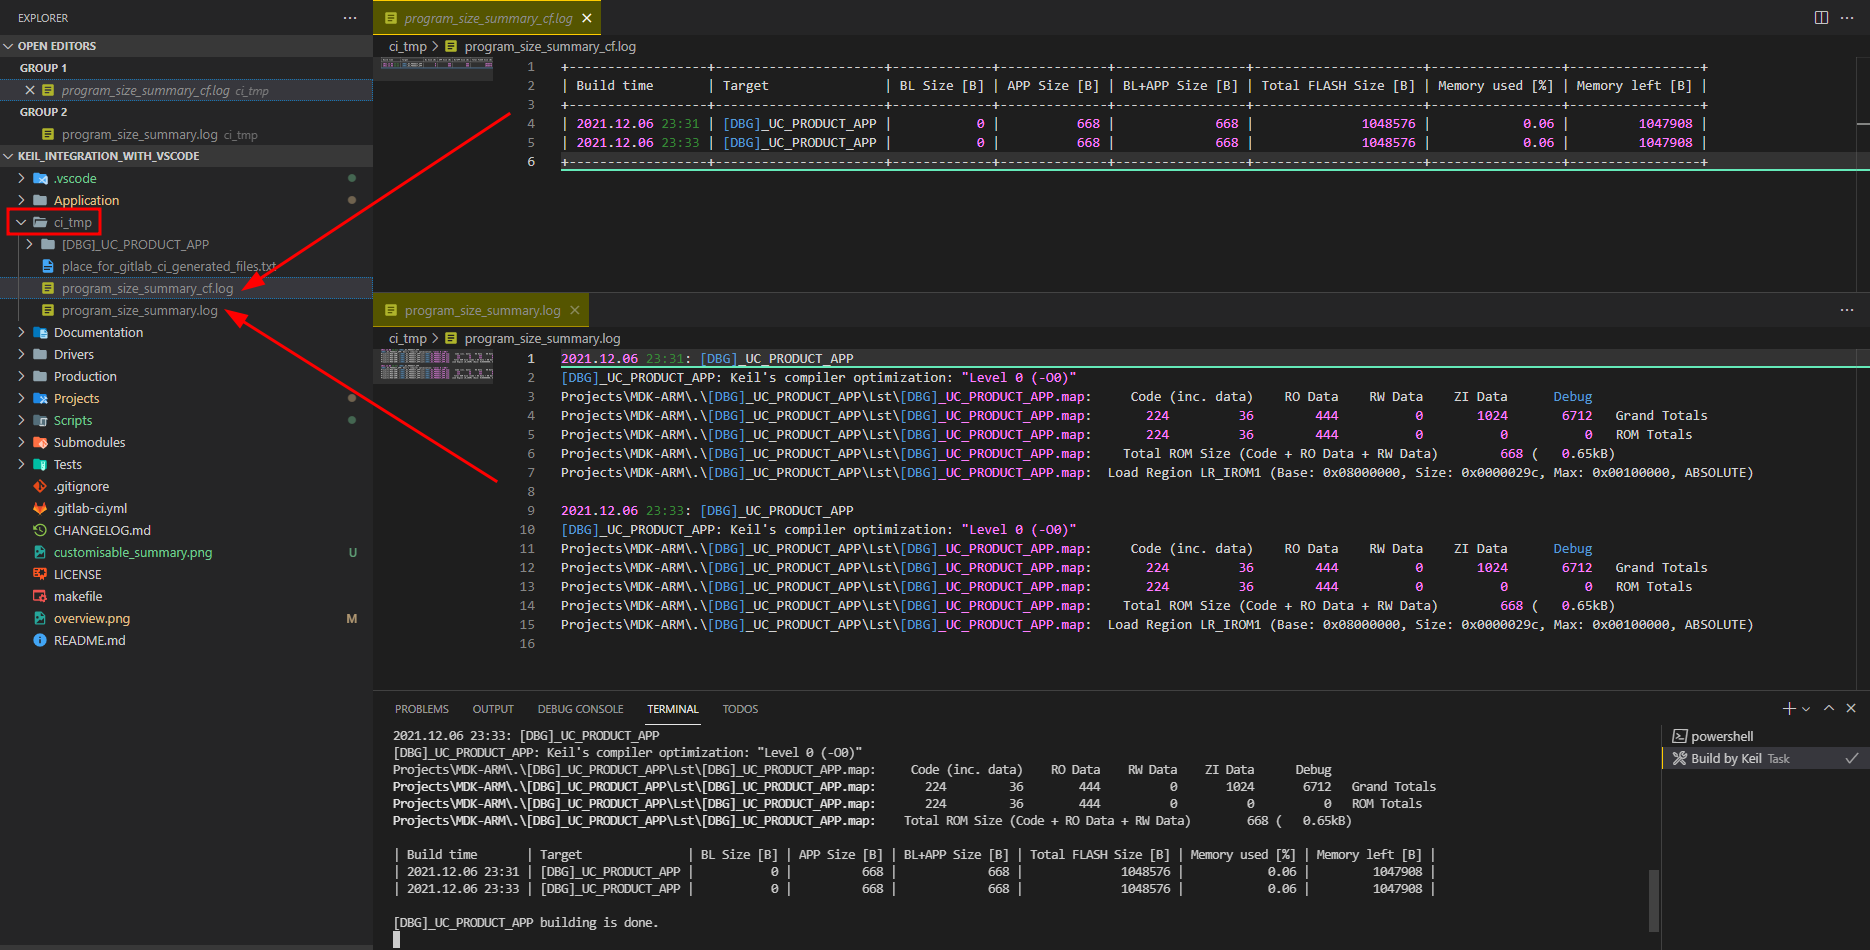 EXPLORER
OPEN EDITORS
GROUP 1
program_size_summary_cf.log ci_tmp
GROUP 2
program_size_summary.log ci_tmp
KEIL_INTEGRATION_WITH_VSCODE
.vscode
Application
ci_tmp
[DBG]_UC_PRODUCT_APP
place_for_gitlab_ci_generated_files.txt
program_size_summary_cf.log
program_size_summary.log
Documentation
Drivers
Production
Projects
Scripts
Submodules
Tests
.gitignore
.gitlab-ci.yml
CHANGELOG.md
customisable_summary.png U
LICENSE
makefile
overview.png M
README.md
program_size_summary_cf.log
ci_tmp > program_size_summary_cf.log
1 +------------------+----------------------+-------------+--------------+-----------------+----------------------+-----------------+-----------------+
2 | Build time | Target | BL Size [B] | APP Size [B] | BL+APP Size [B] | Total FLASH Size [B] | Memory used [%] | Memory left [B] |
3 +------------------+----------------------+-------------+--------------+-----------------+----------------------+-----------------+-----------------+
4 | 2021.12.06 23:31 | [DBG]_UC_PRODUCT_APP | 0 | 668 | 668 | 1048576 | 0.06 | 1047908 |
5 | 2021.12.06 23:33 | [DBG]_UC_PRODUCT_APP | 0 | 668 | 668 | 1048576 | 0.06 | 1047908 |
6 +------------------+----------------------+-------------+--------------+-----------------+----------------------+-----------------+-----------------+
program_size_summary.log
ci_tmp > program_size_summary.log
1 2021.12.06 23:31: [DBG]_UC_PRODUCT_APP
2 [DBG]_UC_PRODUCT_APP: Keil's compiler optimization: "Level 0 (-O0)"
3 Projects\MDK-ARM\.\[DBG]_UC_PRODUCT_APP\Lst\[DBG]_UC_PRODUCT_APP.map: Code (inc. data) RO Data RW Data ZI Data Debug
4 Projects\MDK-ARM\.\[DBG]_UC_PRODUCT_APP\Lst\[DBG]_UC_PRODUCT_APP.map: 224 36 444 0 1024 6712 Grand Totals
5 Projects\MDK-ARM\.\[DBG]_UC_PRODUCT_APP\Lst\[DBG]_UC_PRODUCT_APP.map: 224 36 444 0 0 0 ROM Totals
6 Projects\MDK-ARM\.\[DBG]_UC_PRODUCT_APP\Lst\[DBG]_UC_PRODUCT_APP.map: Total ROM Size (Code + RO Data + RW Data) 668 ( 0.65kB)
7 Projects\MDK-ARM\.\[DBG]_UC_PRODUCT_APP\Lst\[DBG]_UC_PRODUCT_APP.map: Load Region LR_IROM1 (Base: 0x08000000, Size: 0x0000029c, Max: 0x00100000, ABSOLUTE)
8
9 2021.12.06 23:33: [DBG]_UC_PRODUCT_APP
10 [DBG]_UC_PRODUCT_APP: Keil's compiler optimization: "Level 0 (-O0)"
11 Projects\MDK-ARM\.\[DBG]_UC_PRODUCT_APP\Lst\[DBG]_UC_PRODUCT_APP.map: Code (inc. data) RO Data RW Data ZI Data Debug
12 Projects\MDK-ARM\.\[DBG]_UC_PRODUCT_APP\Lst\[DBG]_UC_PRODUCT_APP.map: 224 36 444 0 1024 6712 Grand Totals
13 Projects\MDK-ARM\.\[DBG]_UC_PRODUCT_APP\Lst\[DBG]_UC_PRODUCT_APP.map: 224 36 444 0 0 0 ROM Totals
14 Projects\MDK-ARM\.\[DBG]_UC_PRODUCT_APP\Lst\[DBG]_UC_PRODUCT_APP.map: Total ROM Size (Code + RO Data + RW Data) 668 ( 0.65kB)
15 Projects\MDK-ARM\.\[DBG]_UC_PRODUCT_APP\Lst\[DBG]_UC_PRODUCT_APP.map: Load Region LR_IROM1 (Base: 0x08000000, Size: 0x0000029c, Max: 0x00100000, ABSOLUTE)
16
PROBLEMS OUTPUT DEBUG CONSOLE TERMINAL TODOS
2021.12.06 23:33: [DBG]_UC_PRODUCT_APP
[DBG]_UC_PRODUCT_APP: Keil's compiler optimization: "Level 0 (-O0)"
Projects\MDK-ARM\.\[DBG]_UC_PRODUCT_APP\Lst\[DBG]_UC_PRODUCT_APP.map: Code (inc. data) RO Data RW Data ZI Data Debug
Projects\MDK-ARM\.\[DBG]_UC_PRODUCT_APP\Lst\[DBG]_UC_PRODUCT_APP.map: 224 36 444 0 1024 6712 Grand Totals
Projects\MDK-ARM\.\[DBG]_UC_PRODUCT_APP\Lst\[DBG]_UC_PRODUCT_APP.map: 224 36 444 0 0 0 ROM Totals
Projects\MDK-ARM\.\[DBG]_UC_PRODUCT_APP\Lst\[DBG]_UC_PRODUCT_APP.map: Total ROM Size (Code + RO Data + RW Data) 668 ( 0.65kB)
| Build time | Target | BL Size [B] | APP Size [B] | BL+APP Size [B] | Total FLASH Size [B] | Memory used [%] | Memory left [B] |
| 2021.12.06 23:31 | [DBG]_UC_PRODUCT_APP | 0 | 668 | 668 | 1048576 | 0.06 | 1047908 |
| 2021.12.06 23:33 | [DBG]_UC_PRODUCT_APP | 0 | 668 | 668 | 1048576 | 0.06 | 1047908 |
[DBG]_UC_PRODUCT_APP building is done.
powershell
Build by Keil Task